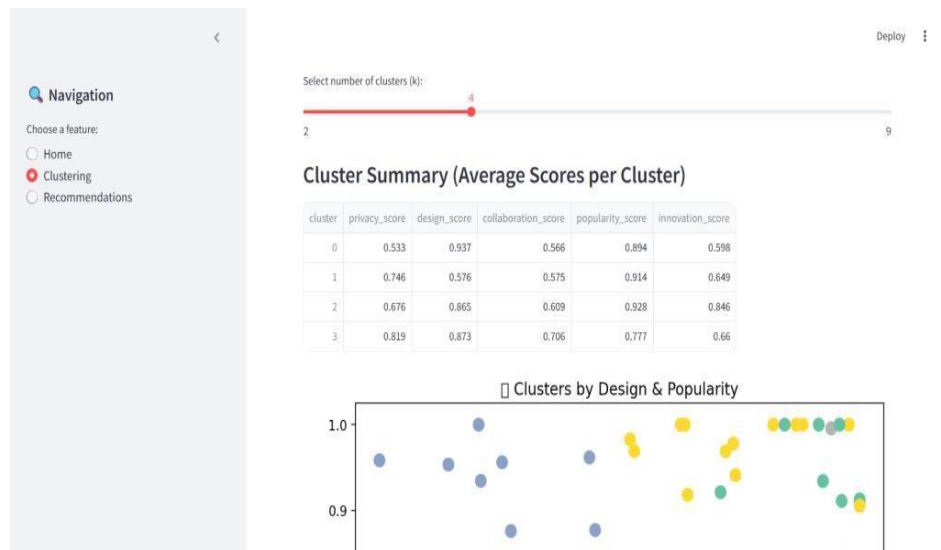 Deploy
Navigation
Choose a feature:
Home
Clustering
Recommendations
Select number of clusters (k):
4
2 9
Cluster Summary (Average Scores per Cluster)
cluster privacy_score design_score collaboration_score popularity_score innovation_score
0 0.533 0.937 0.566 0.894 0.598
1 0.746 0.576 0.575 0.914 0.649
2 0.676 0.865 0.609 0.928 0.846
3 0.819 0.873 0.706 0.777 0.66
Clusters by Design & Popularity
1.0
0.9